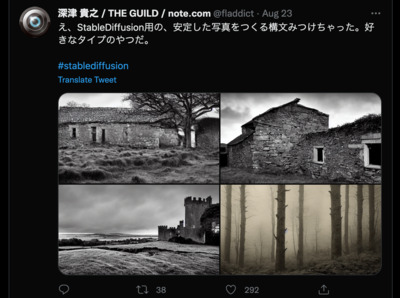 深津 貴之 / THE GUILD / note.com @fladdict · Aug 23
え、StableDiffusion用の、安定した写真をつくる構文みつけちゃった。好
きなタイプのやつだ。
#stablediffusion
Translate Tweet
38
292